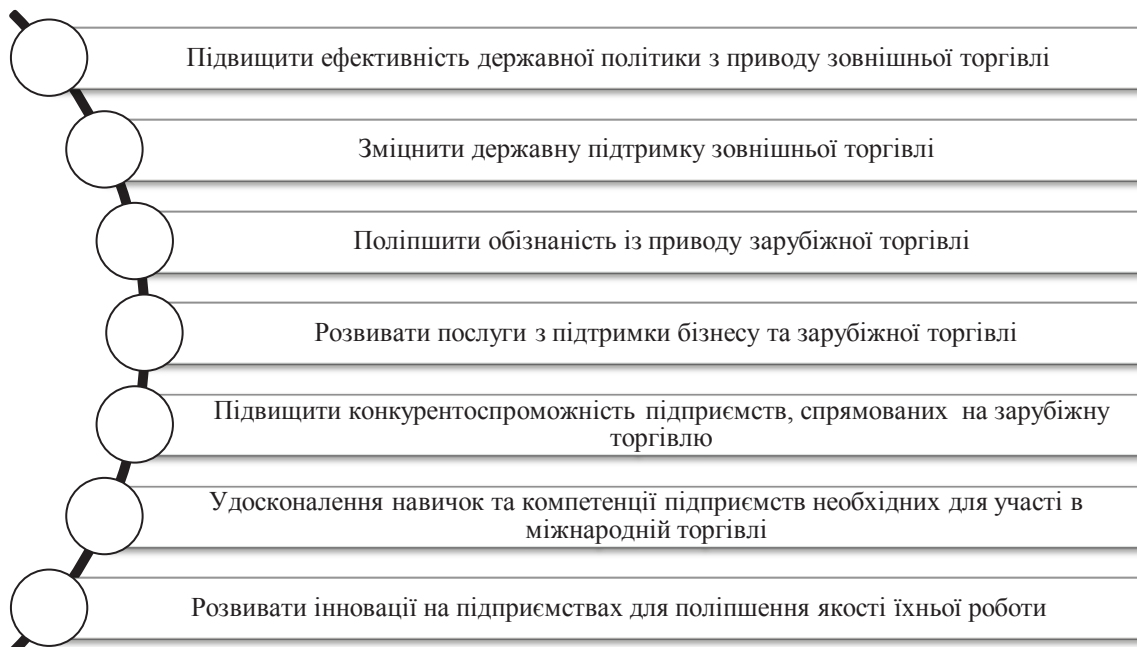 Підвищити ефективність державної політики з приводу зовнішньої торгівлі
Зміцнити державну підтримку зовнішньої торгівлі
Поліпшити обізнаність із приводу зарубіжної торгівлі
Розвивати послуги з підтримки бізнесу та зарубіжної торгівлі
Підвищити конкурентоспроможність підприємств, спрямованих на зарубіжну
торгівлю
Удосконалення навичок та компетенції підприємств необхідних для участі в
міжнародній торгівлі
Розвивати інновації на підприємствах для поліпшення якості їхньої роботи